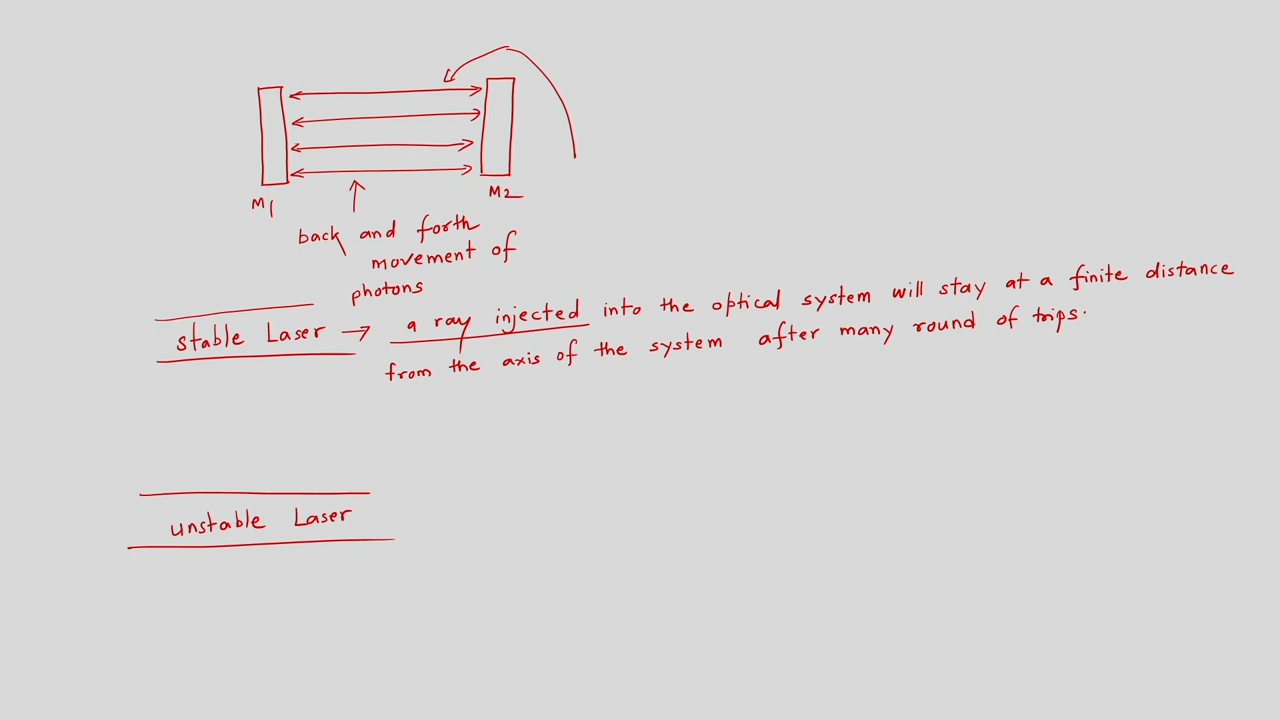 M1
M2
back and forth
movement of
photons
stable Laser → a ray injected into the optical system will stay at a finite distance
from the axis of the system after many round of trips.
unstable Laser